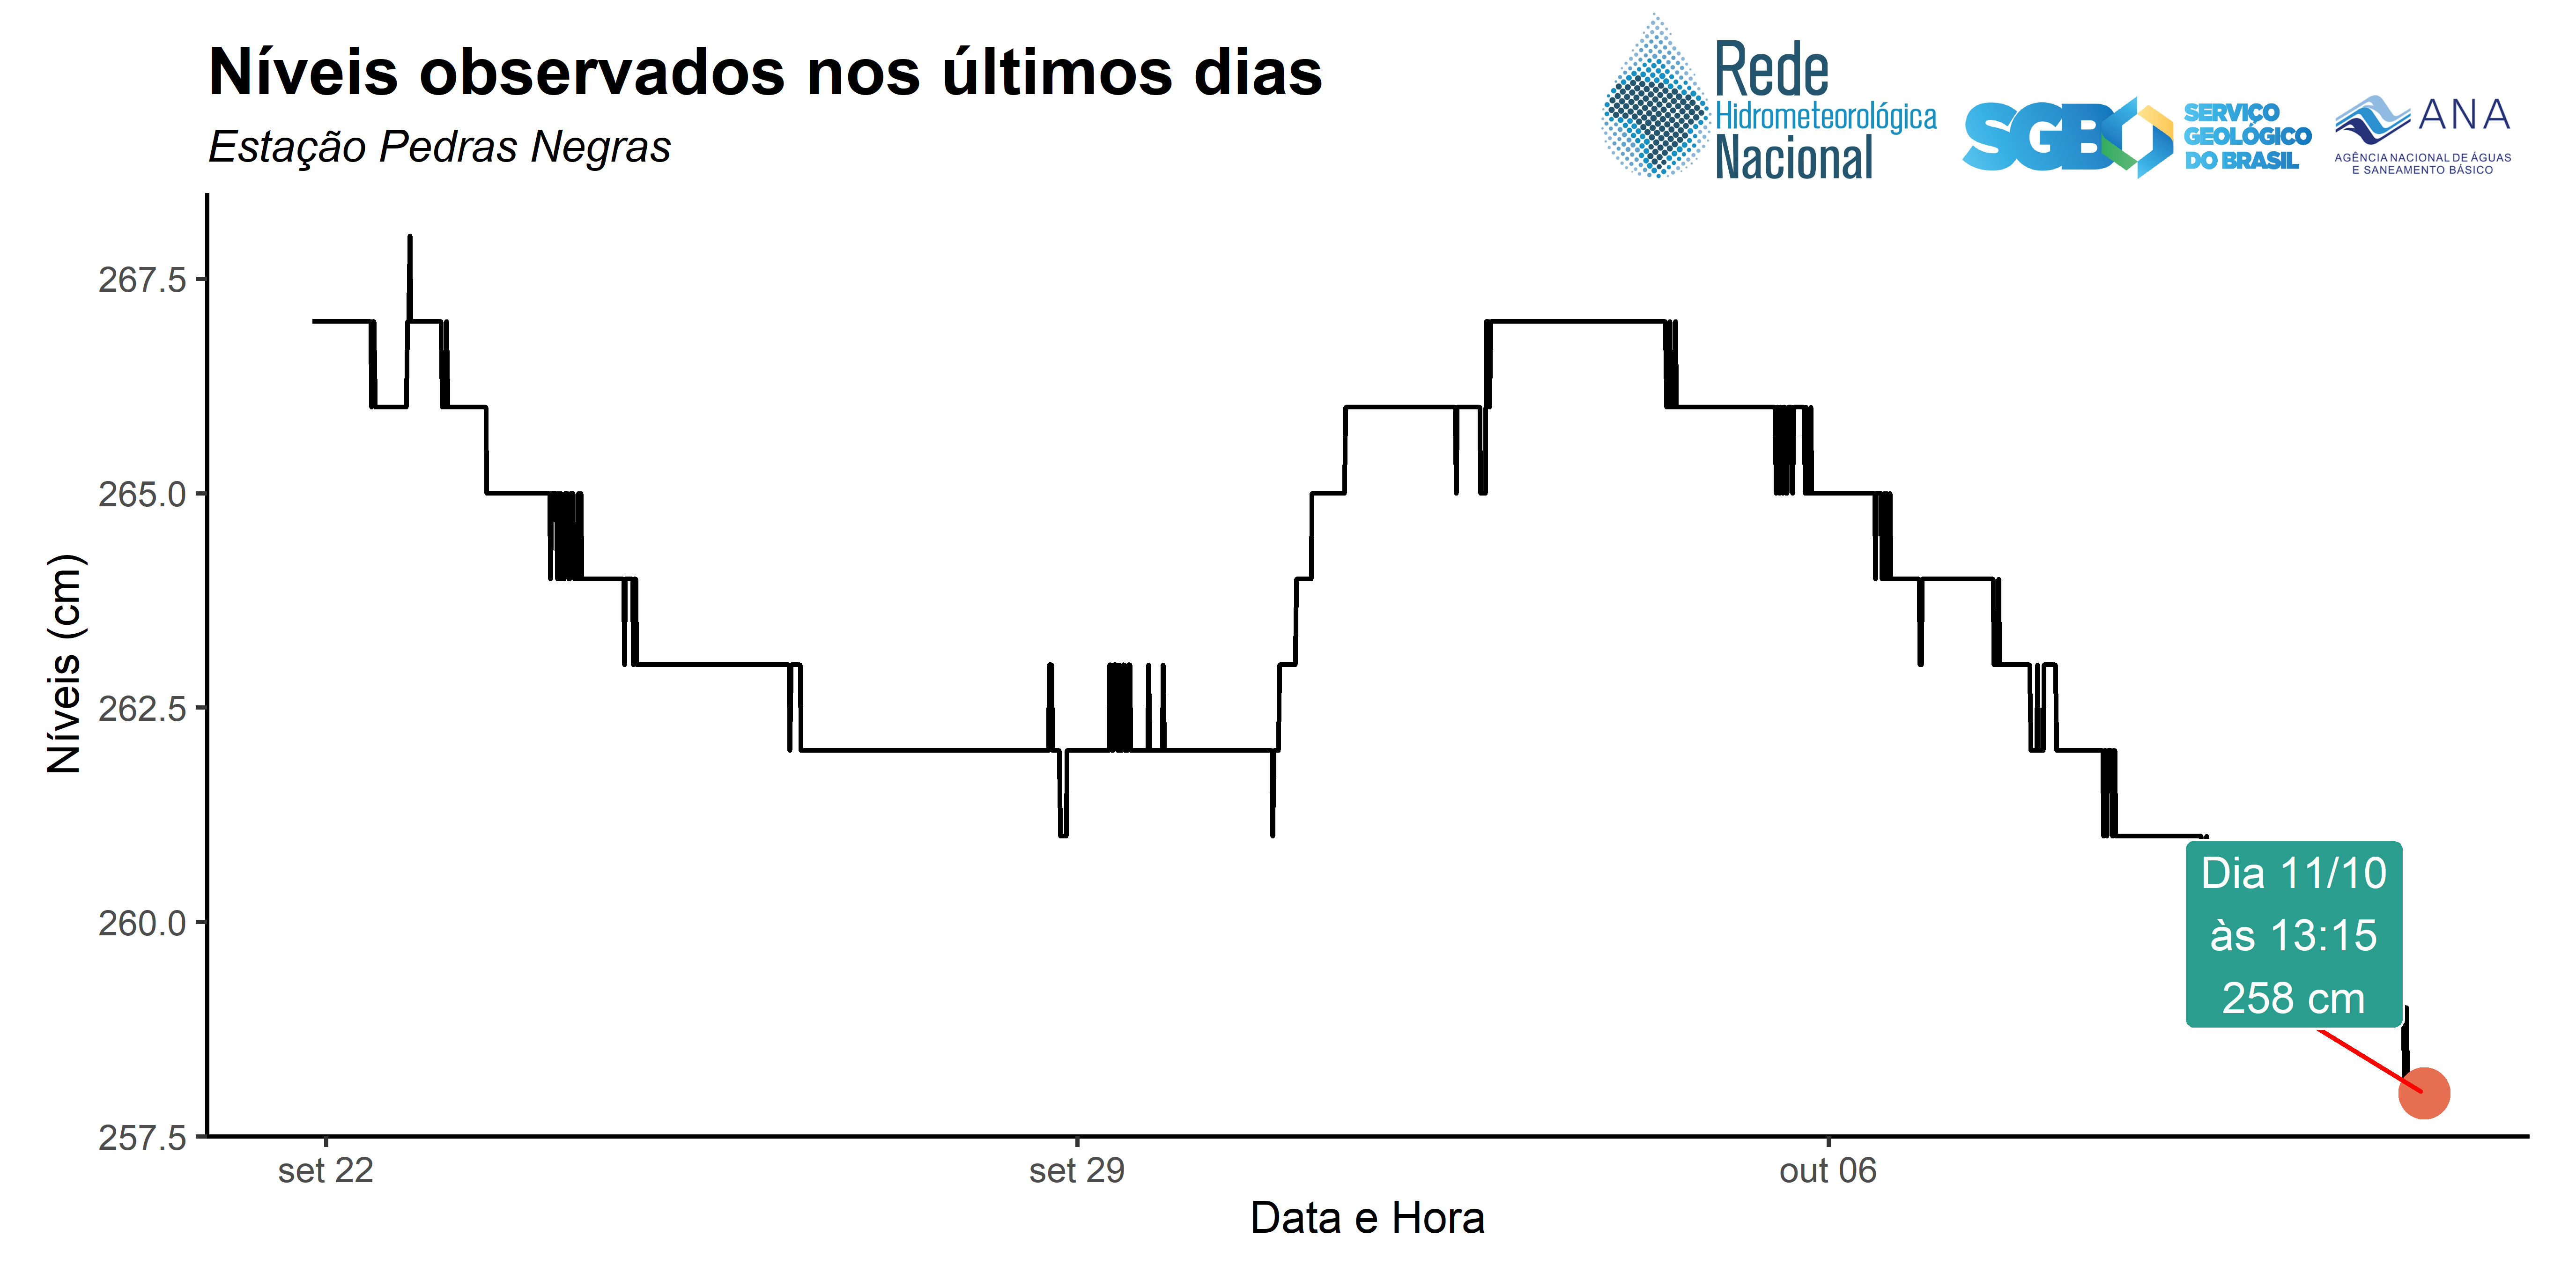 Níveis observados nos últimos dias
Estação Pedras Negras
Rede
Hidrometeorológica
Nacional
SGB
SERVIÇO
GEOLÓGICO
DO BRASIL
ANA
AGÊNCIA NACIONAL DE ÁGUAS
E SANEAMENTO BÁSICO
Níveis (cm)
267.5
265.0
262.5
260.0
257.5
Dia 11/10
às 13:15
258 cm
set 22
set 29
out 06
Data e Hora